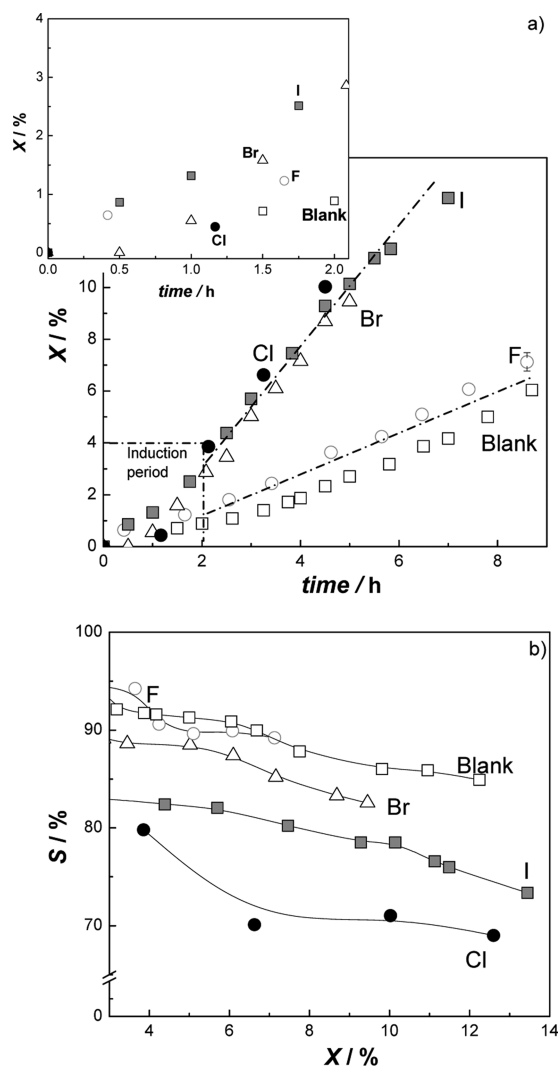 a)
4
3
2
1
0
X / %
I
Br
F
Cl
Blank
0.0 0.5 1.0 1.5 2.0
time / h
10
8
6
4
2
0
X / %
I
Cl
Br
F
Blank
Induction
period
0 2 4 6 8
time / h
b)
100
90
80
70
0
S / %
F
Blank
Br
I
Cl
4 6 8 10 12 14
X / %